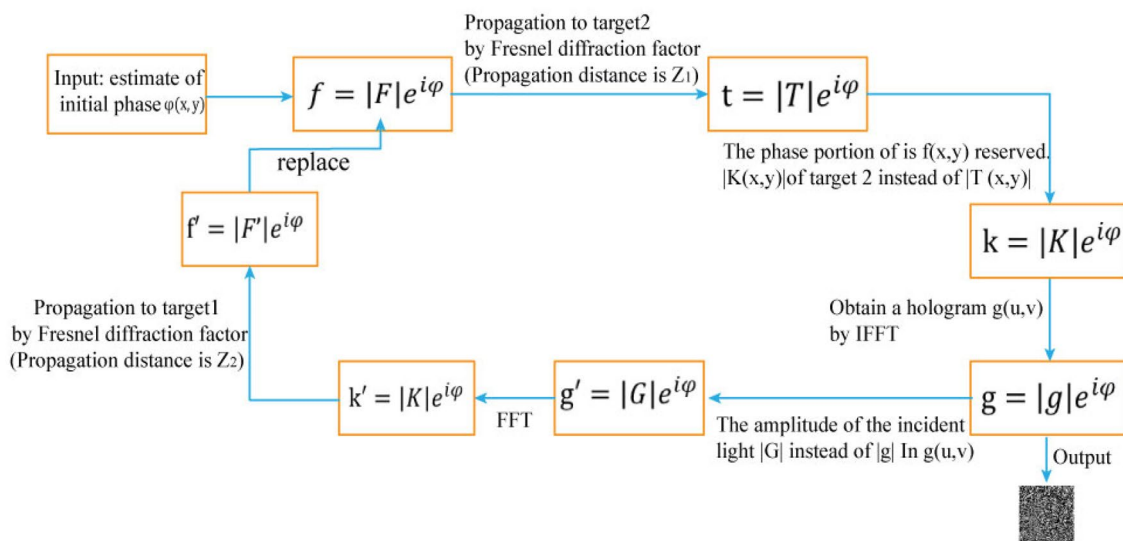 Input: estimate of
initial phase φ(x, y)
f = |F|e^{iφ}
Propagation to target2
by Fresnel diffraction factor
(Propagation distance is Z₁)
t = |T|e^{iφ}
The phase portion of is f(x,y) reserved.
|K(x,y)|of target 2 instead of |T (x,y)|
k = |K|e^{iφ}
Obtain a hologram g(u,v)
by IFFT
g = |g|e^{iφ}
Output
The amplitude of the incident
light |G| instead of |g| In g(u,v)
g′ = |G|e^{iφ}
FFT
k′ = |K|e^{iφ}
Propagation to target1
by Fresnel diffraction factor
(Propagation distance is Z₂)
f′ = |F'|e^{iφ}
replace